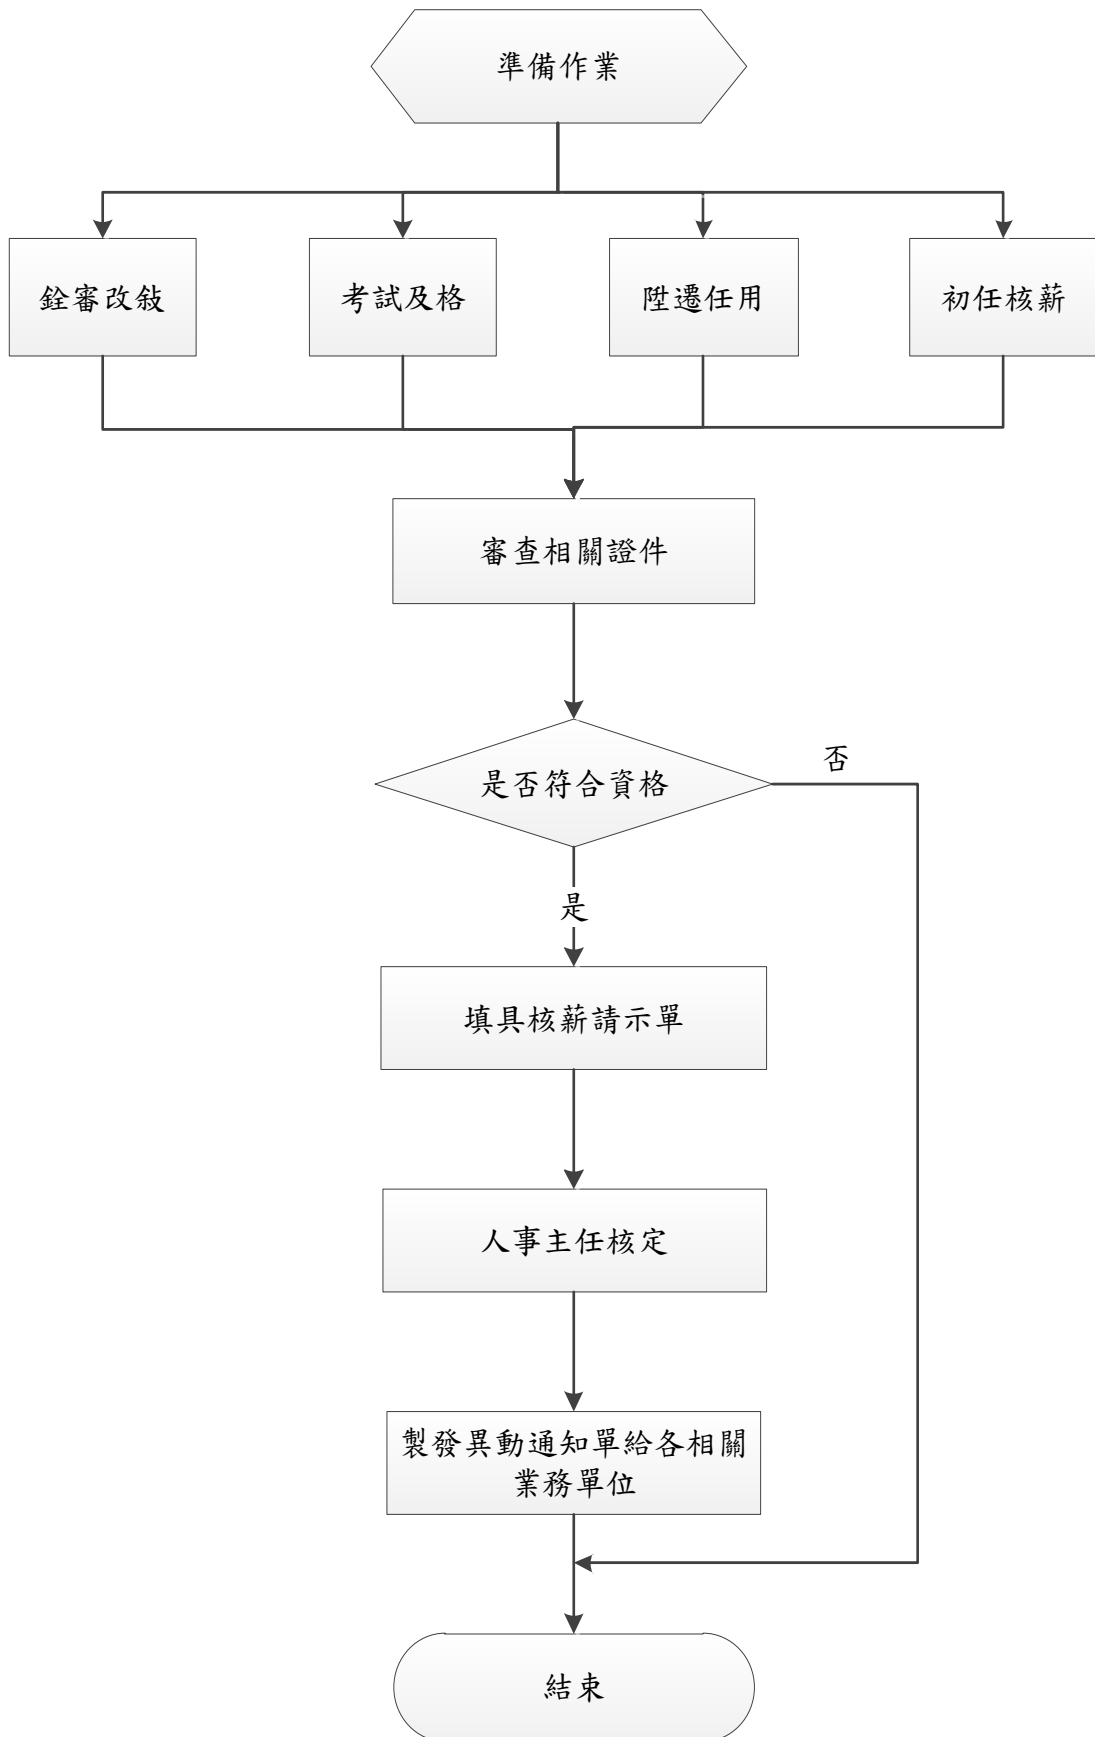 準備作業
銓審改敍
考試及格
陞遷任用
初任核薪
審查相關證件
是否符合資格
否
是
填具核薪請示單
人事主任核定
製發異動通知單給各相關
業務單位
結束